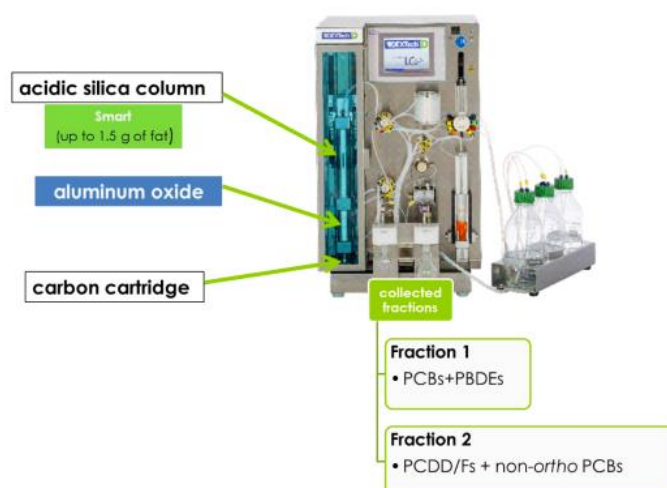 acidic silica column
Smart
(up to 1.5 g of fat)
aluminum oxide
carbon cartridge
collected
fractions
Fraction 1
• PCBs+PBDEs
Fraction 2
• PCDD/Fs + non-ortho PCBs